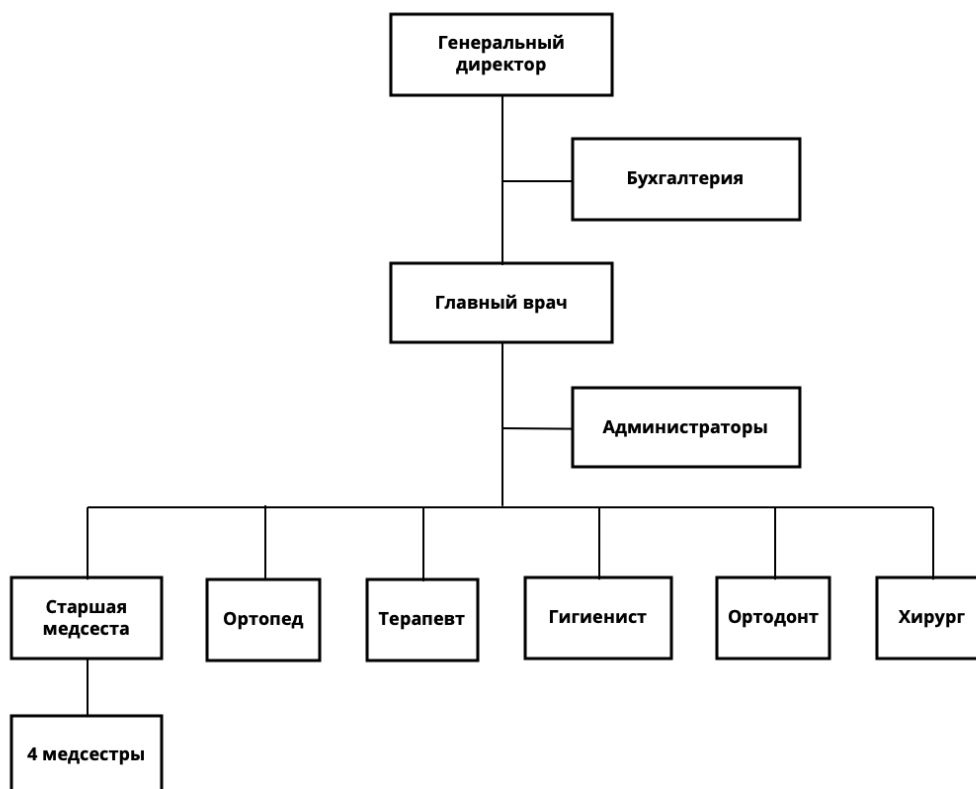 Генеральный
директор
Бухгалтерия
Главный врач
Администраторы
Старшая
медсеста
Ортопед
Терапевт
Гигиенист
Ортодонт
Хирург
4 медсестры